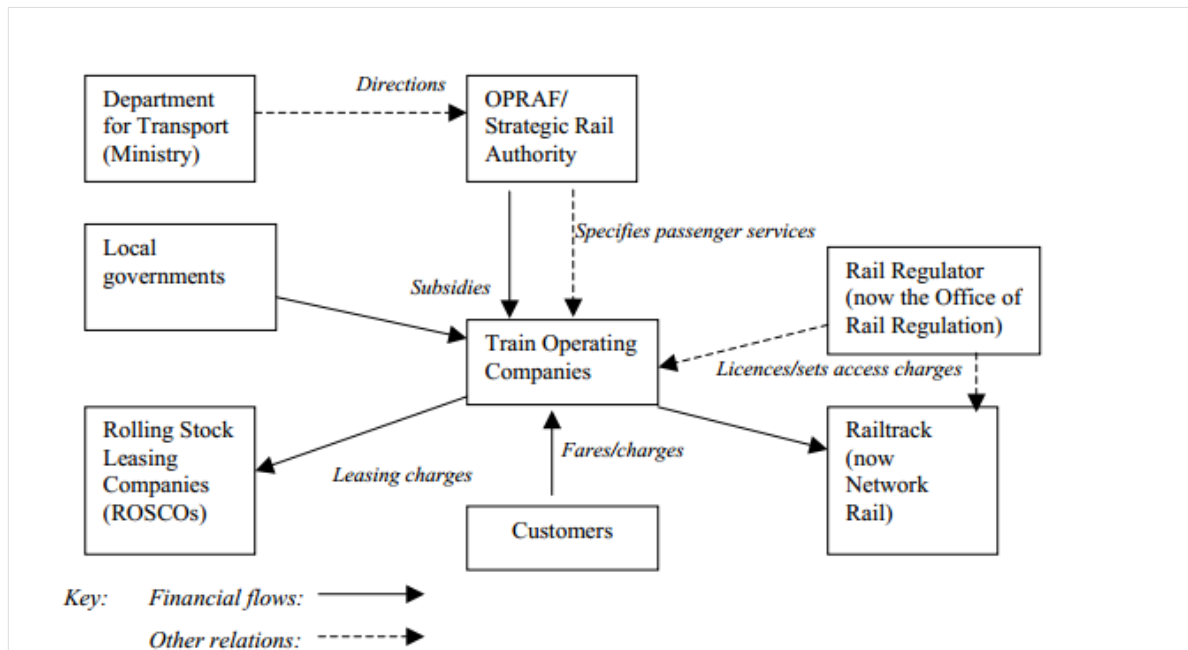 Department
for Transport
(Ministry)
Directions
OPRAF/
Strategic Rail
Authority
Local
governments
Subsidies
Specifies passenger services
Rail Regulator
(now the Office of
Rail Regulation)
Train Operating
Companies
Licences/sets access charges
Rolling Stock
Leasing
Companies
(ROSCOs)
Leasing charges
Fares/charges
Railtrack
(now
Network
Rail)
Customers
Key: Financial flows:
Other relations: